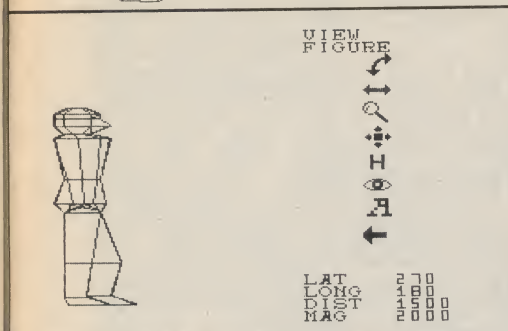 VIEW
FIGURE
H
A
LAT 270
LONG 180
DIST 1500
MAG 2000